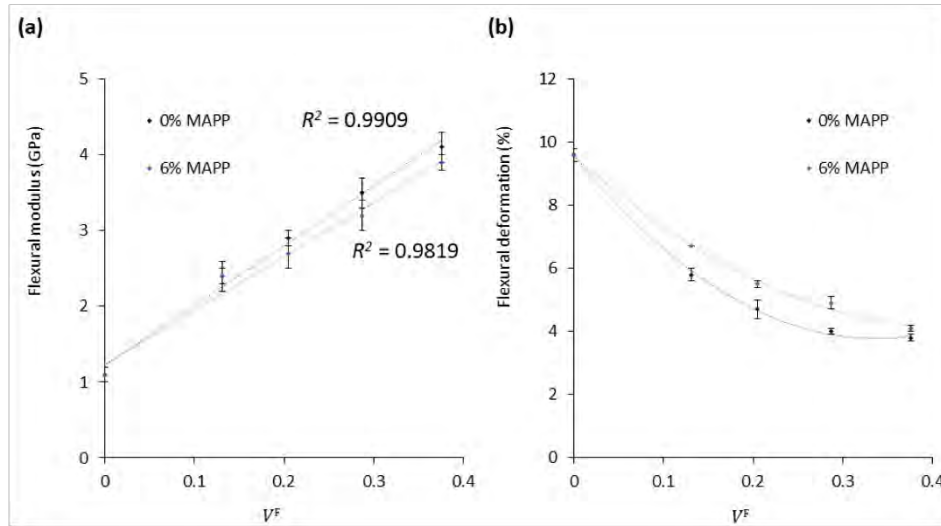 (a)
5
4
3
2
1
0
Flexural modulus (GPa)
0% MAPP
6% MAPP
R² = 0.9909
R² = 0.9819
0 0.1 0.2 0.3 0.4
V^F
(b)
12
10
8
6
4
2
0
Flexural deformation (%)
0% MAPP
6% MAPP
0 0.1 0.2 0.3 0.4
V^F